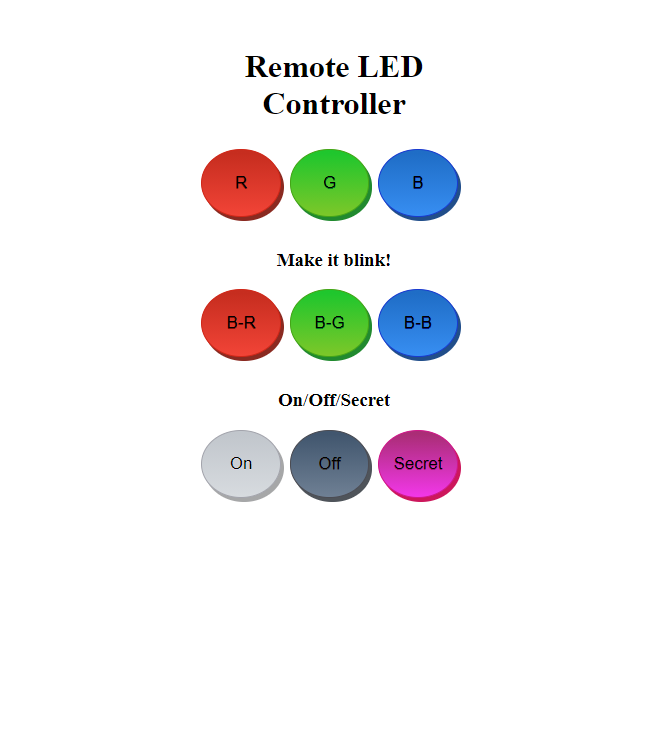 Remote LED
Controller
R G B
Make it blink!
B-R B-G B-B
On/Off/Secret
On Off Secret